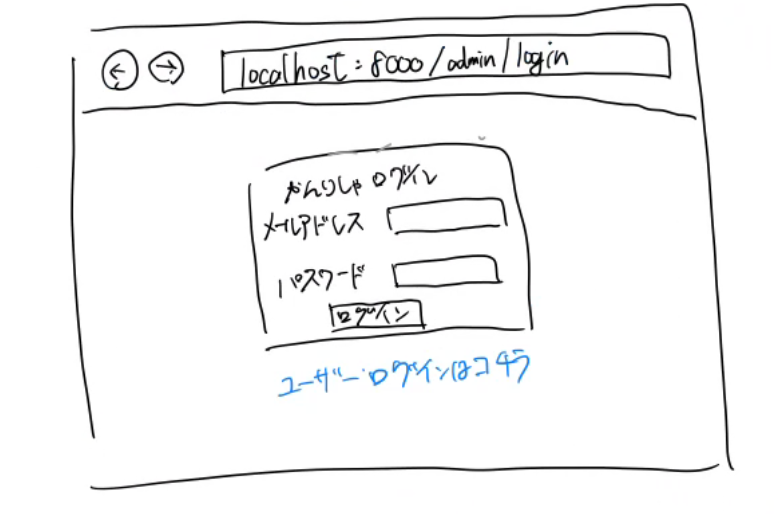 localhost:8000/admin/login
かんりしゃ ログイン
メールアドレス
パスワード
ログイン
ユーザーログインはコチラ